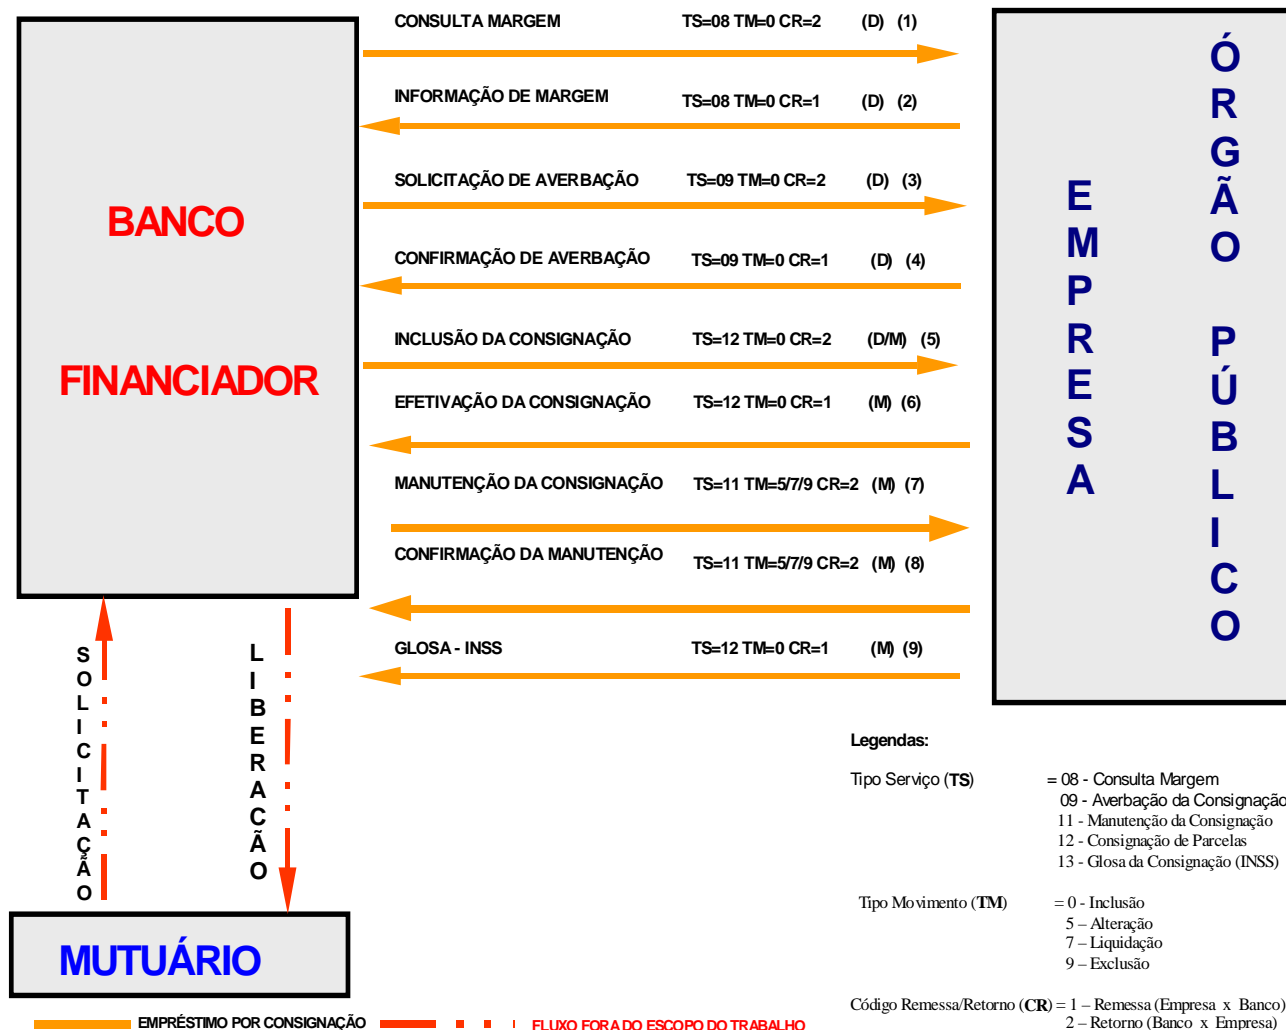 CONSULTA MARGEM TS=08 TM=0 CR=2 (D) (1)
INFORMAÇÃO DE MARGEM TS=08 TM=0 CR=1 (D) (2)
SOLICITAÇÃO DE AVERBAÇÃO TS=09 TM=0 CR=2 (D) (3)
CONFIRMAÇÃO DE AVERBAÇÃO TS=09 TM=0 CR=1 (D) (4)
INCLUSÃO DA CONSIGNAÇÃO TS=12 TM=0 CR=2 (D/M) (5)
EFETIVAÇÃO DA CONSIGNAÇÃO TS=12 TM=0 CR=1 (M) (6)
MANUTENÇÃO DA CONSIGNAÇÃO TS=11 TM=5/7/9 CR=2 (M) (7)
CONFIRMAÇÃO DA MANUTENÇÃO TS=11 TM=5/7/9 CR=2 (M) (8)
GLOSA - INSS TS=12 TM=0 CR=1 (M) (9)
BANCO
FINANCIADOR
EMPRESA
ÓRGÃO PÚBLICO
SOLICITAÇÃO
LIBERACÃO
MUTUÁRIO
Legendas:
Tipo Serviço (TS) = 08 - Consulta Margem
09 - Averbação da Consignação
11 - Manutenção da Consignação
12 - Consignação de Parcelas
13 - Glosa da Consignação (INSS)
Tipo Movimento (TM) = 0 - Inclusão
5 – Alteração
7 – Liquidação
9 – Exclusão
Código Remessa/Retorno (CR) = 1 – Remessa (Empresa x Banco)
2 – Retorno (Banco x Empresa)
EMPRÉSTIMO POR CONSIGNAÇÃO
FLUXO FORA DO ESCOPO DO TRABALHO